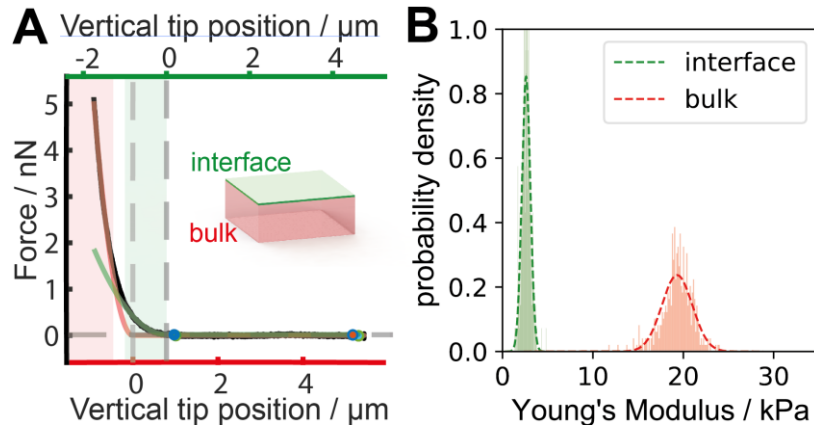 A
Vertical tip position / µm
-2 0 2 4
5
4
3
2
1
0
Force / nN
interface
bulk
0 2 4
Vertical tip position / µm
B
1.0
0.8
0.6
0.4
0.2
0.0
probability density
interface
bulk
0 10 20 30
Young's Modulus / kPa